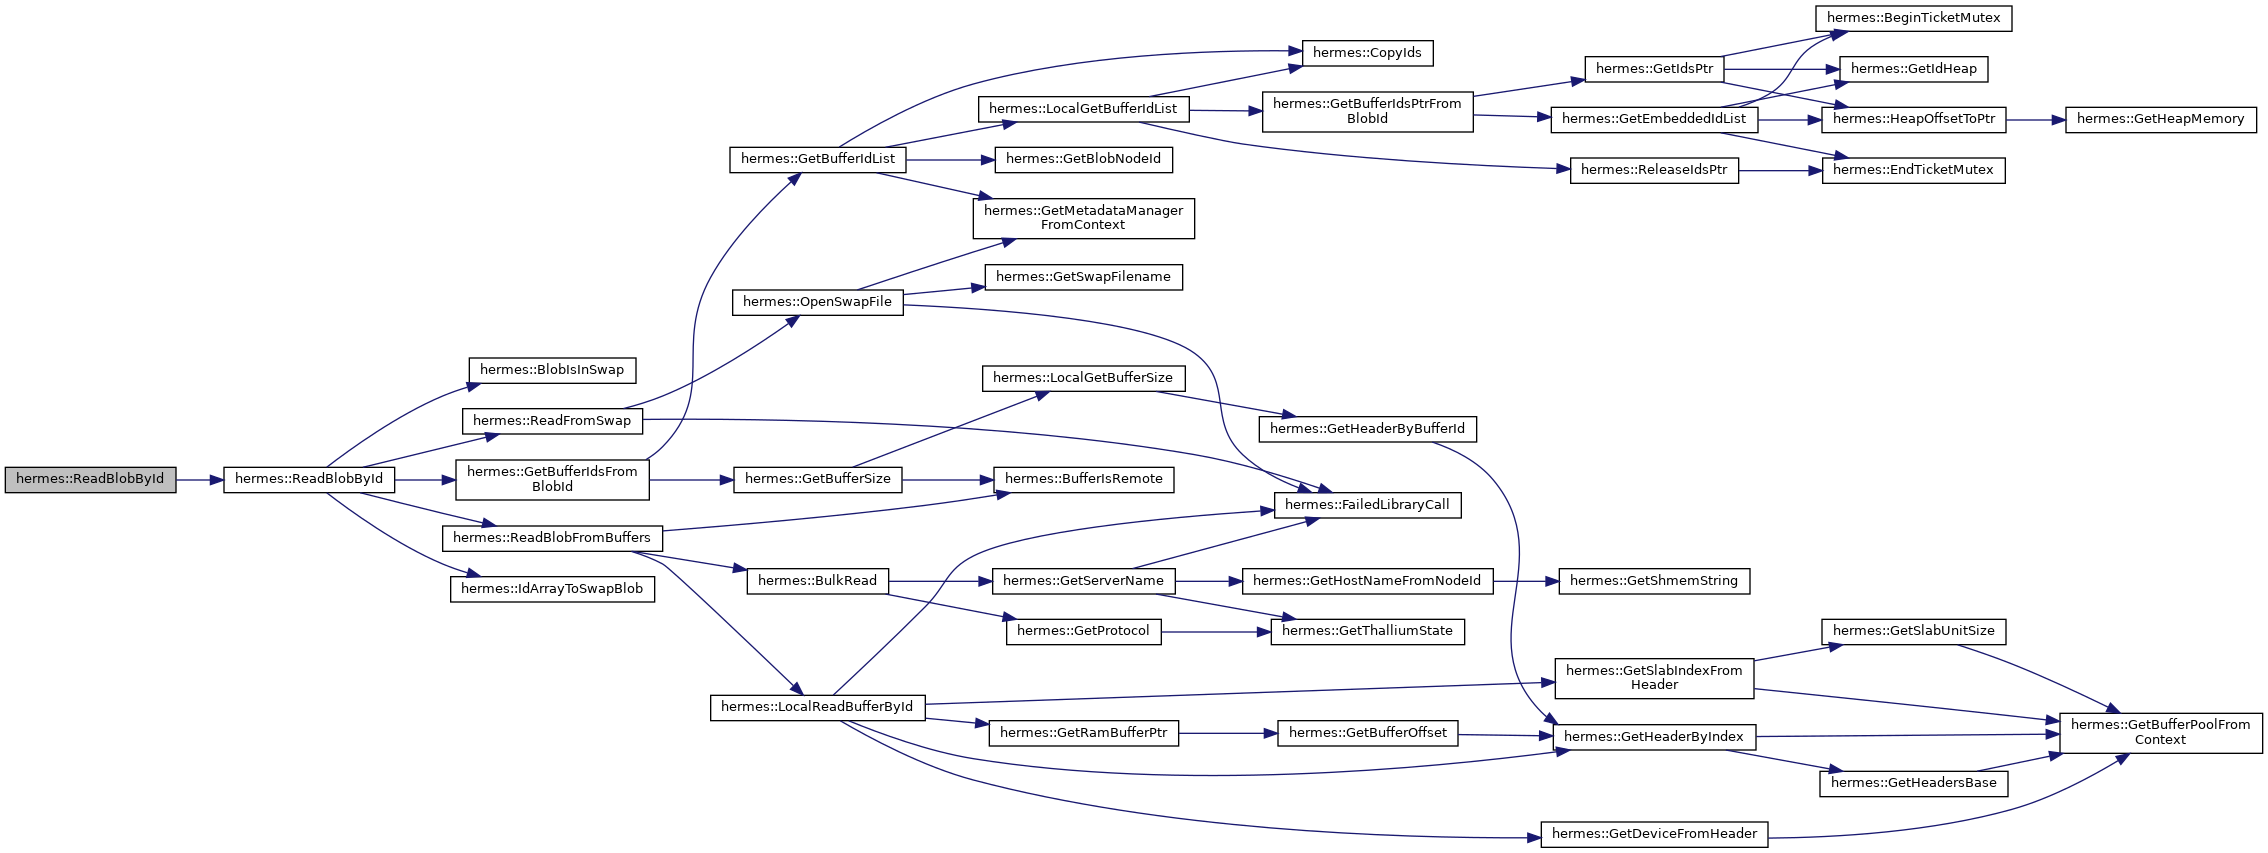 hermes::BeginTicketMutex
hermes::CopyIds
hermes::GetIdsPtr
hermes::GetIdHeap
hermes::LocalGetBufferIdList
hermes::GetBufferIdsPtrFrom
BlobId
hermes::GetEmbeddedIdList
hermes::HeapOffsetToPtr
hermes::GetHeapMemory
hermes::GetBufferIdList
hermes::GetBlobNodeId
hermes::ReleaseIdsPtr
hermes::EndTicketMutex
hermes::GetMetadataManager
FromContext
hermes::GetSwapFilename
hermes::OpenSwapFile
hermes::BlobIsInSwap
hermes::LocalGetBufferSize
hermes::ReadFromSwap
hermes::GetHeaderByBufferId
hermes::ReadBlobById
hermes::ReadBlobById
hermes::GetBufferIdsFrom
BlobId
hermes::GetBufferSize
hermes::BufferIsRemote
hermes::FailedLibraryCall
hermes::ReadBlobFromBuffers
hermes::BulkRead
hermes::GetServerName
hermes::GetHostNameFromNodeId
hermes::GetShmemString
hermes::IdArrayToSwapBlob
hermes::GetProtocol
hermes::GetThalliumState
hermes::GetSlabUnitSize
hermes::GetSlabIndexFrom
Header
hermes::LocalReadBufferById
hermes::GetRamBufferPtr
hermes::GetBufferOffset
hermes::GetHeaderByIndex
hermes::GetBufferPoolFrom
Context
hermes::GetHeadersBase
hermes::GetDeviceFromHeader